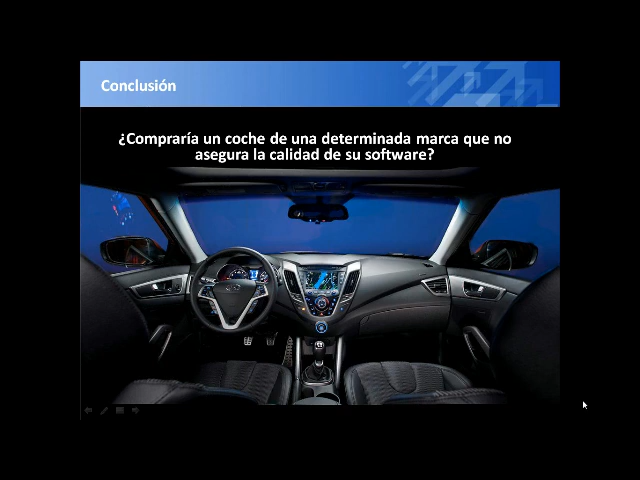 Conclusión
¿Compraría un coche de una determinada marca que no
asegura la calidad de su software?